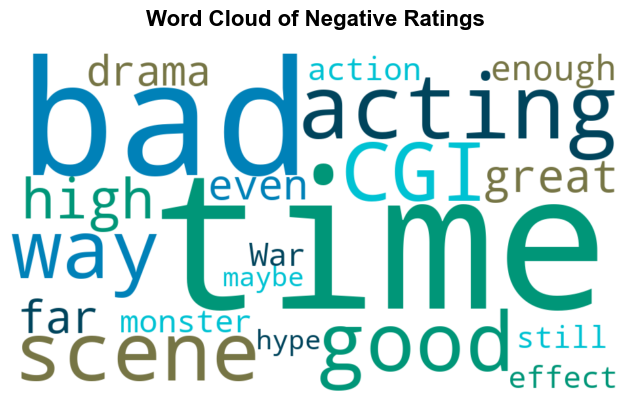 Word Cloud of Negative Ratings
drama action enough
bad acting
high even CGI great
way time
War
maybe
far monster hype good still
scene effect